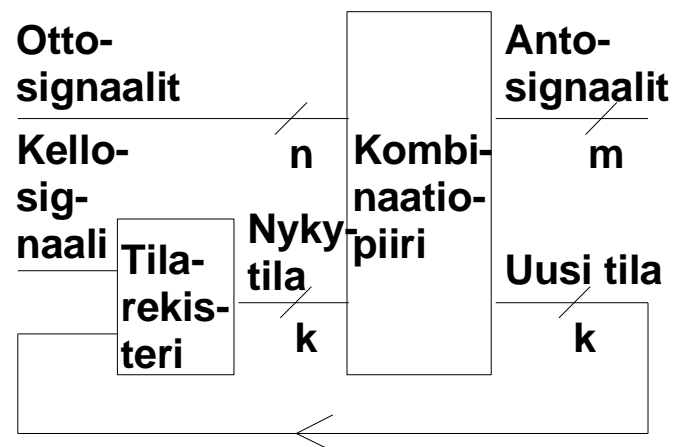 Otto-
signaalit
n
Kello-
sig-
naali
Tila-
rekis-
teri
Nyky-
tila
k
Kombi-
naatio-
piiri
Anto-
signaalit
m
Uusi tila
k